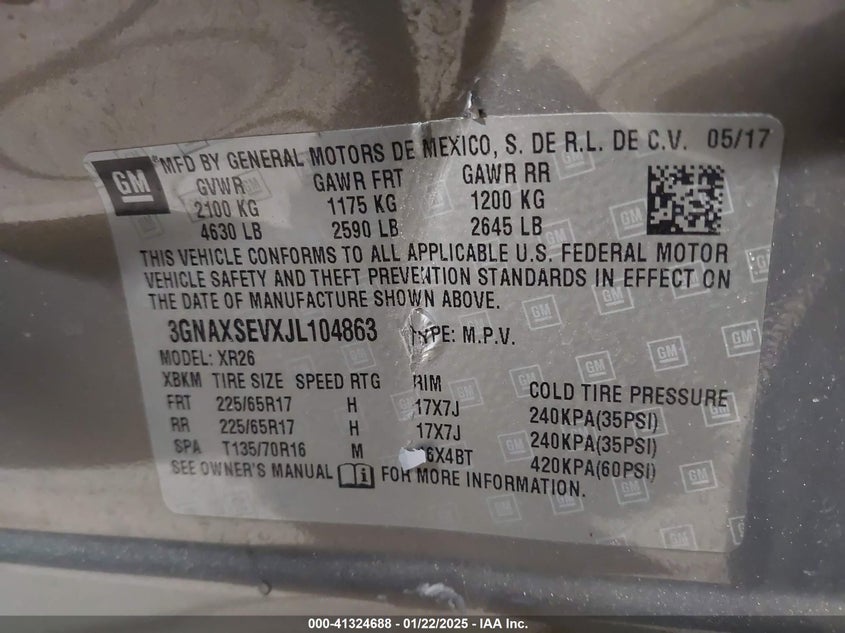 GM
MFD BY GENERAL MOTORS DE MEXICO, S. DE R.L. DE C.V. 05/17
GVWR GAWR FRT GAWR RR
2100 KG 1175 KG 1200 KG
4630 LB 2590 LB 2645 LB
THIS VEHICLE CONFORMS TO ALL APPLICABLE U.S. FEDERAL MOTOR
VEHICLE SAFETY AND THEFT PREVENTION STANDARDS IN EFFECT ON
THE DATE OF MANUFACTURE SHOWN ABOVE.
3GNAXSEVXJL104863 TYPE: M.P.V.
MODEL: XR26
XBKM TIRE SIZE SPEED RTG RIM COLD TIRE PRESSURE
FRT 225/65R17 H 17X7J 240KPA(35PSI)
RR 225/65R17 H 17X7J 240KPA(35PSI)
SPA T135/70R16 M 16X4BT 420KPA(60PSI)
SEE OWNER'S MANUAL FOR MORE INFORMATION.
000-41324688 - 01/22/2025 - IAA Inc.